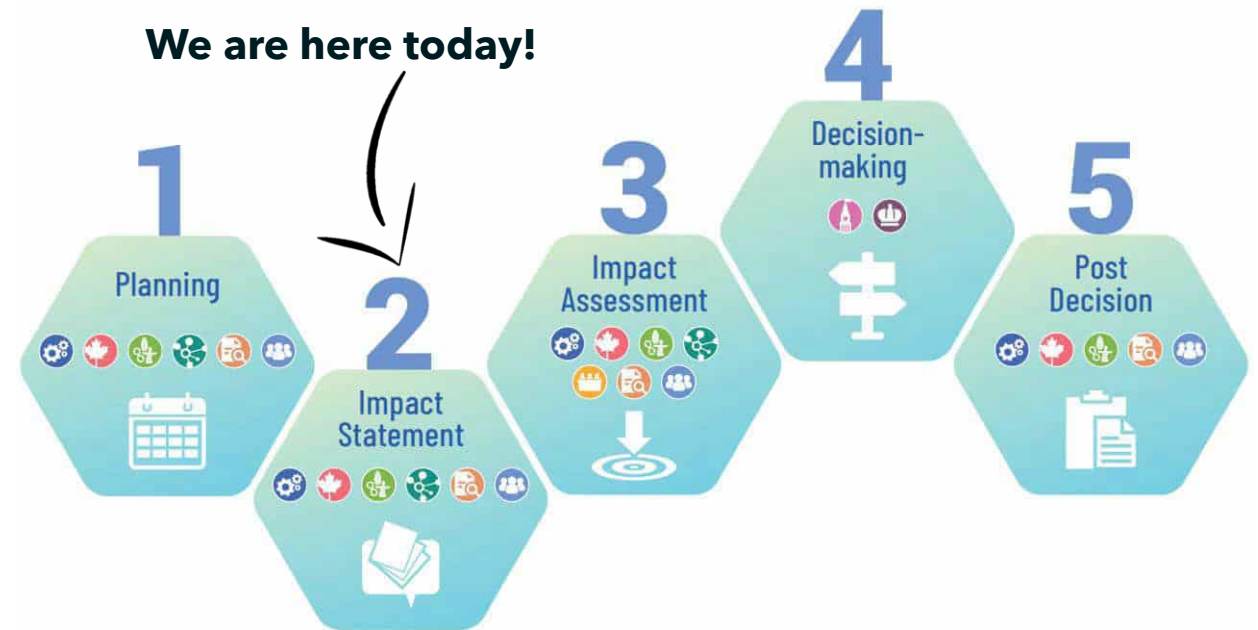 We are here today!
1
Planning
2
Impact
Statement
3
Impact
Assessment
4
Decision-
making
5
Post
Decision